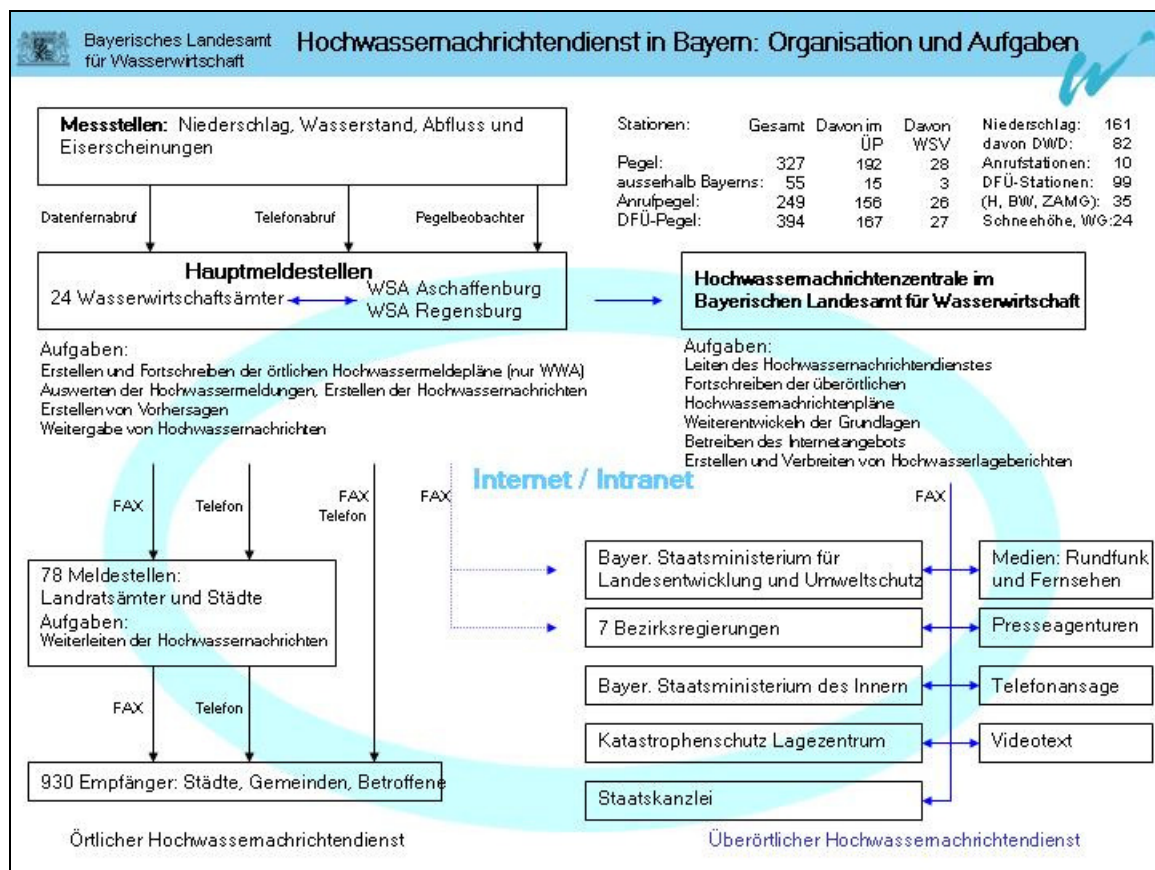 Bayerisches Landesamt
für Wasserwirtschaft
Hochwassernachrichtendienst in Bayern: Organisation und Aufgaben
Messstellen: Niederschlag, Wasserstand, Abfluss und
Eiserscheinungen
Stationen: Gesamt Davon im ÜP Davon WSV
Pegel: 327 192 28
ausserhalb Bayerns: 55 15 3
Anrufpegel: 249 156 26
DFÜ-Pegel: 394 167 27
Niederschlag: 161
davon DWD: 82
Anrufstationen: 10
DFÜ-Stationen: 99
(H, BW, ZAMG): 35
Schneehöhe, WG:24
Datenfernabruf
Telefonabruf
Pegelbeobachter
Hauptmeldestellen
24 Wasserwirtschaftsämter
WSA Aschaffenburg
WSA Regensburg
Hochwassernachrichtenzentrale im
Bayerischen Landesamt für Wasserwirtschaft
Aufgaben:
Erstellen und Fortschreiben der örtlichen Hochwassermeldepläne (nur WWA)
Auswerten der Hochwassermeldungen, Erstellen der Hochwassernachrichten
Erstellen von Vorhersagen
Weitergabe von Hochwassernachrichten
Aufgaben:
Leiten des Hochwassernachrichtendienstes
Fortschreiben der überörtlichen
Hochwassernachrichtenpläne
Weiterentwickeln der Grundlagen
Betreiben des Internetangebots
Erstellen und Verbreiten von Hochwasserlageberichten
Internet / Intranet
FAX
Telefon
FAX
Telefon
FAX
FAX
78 Meldestellen:
Landratsämter und Städte
Aufgaben:
Weiterleiten der Hochwassernachrichten
FAX
Telefon
930 Empfänger: Städte, Gemeinden, Betroffene
Bayer. Staatsministerium für
Landesentwicklung und Umweltschutz
7 Bezirksregierungen
Bayer. Staatsministerium des Innern
Katastrophenschutz Lagezentrum
Staatskanzlei
Medien: Rundfunk
und Fernsehen
Presseagenturen
Telefonansage
Videotext
Örtlicher Hochwassernachrichtendienst
Überörtlicher Hochwassernachrichtendienst